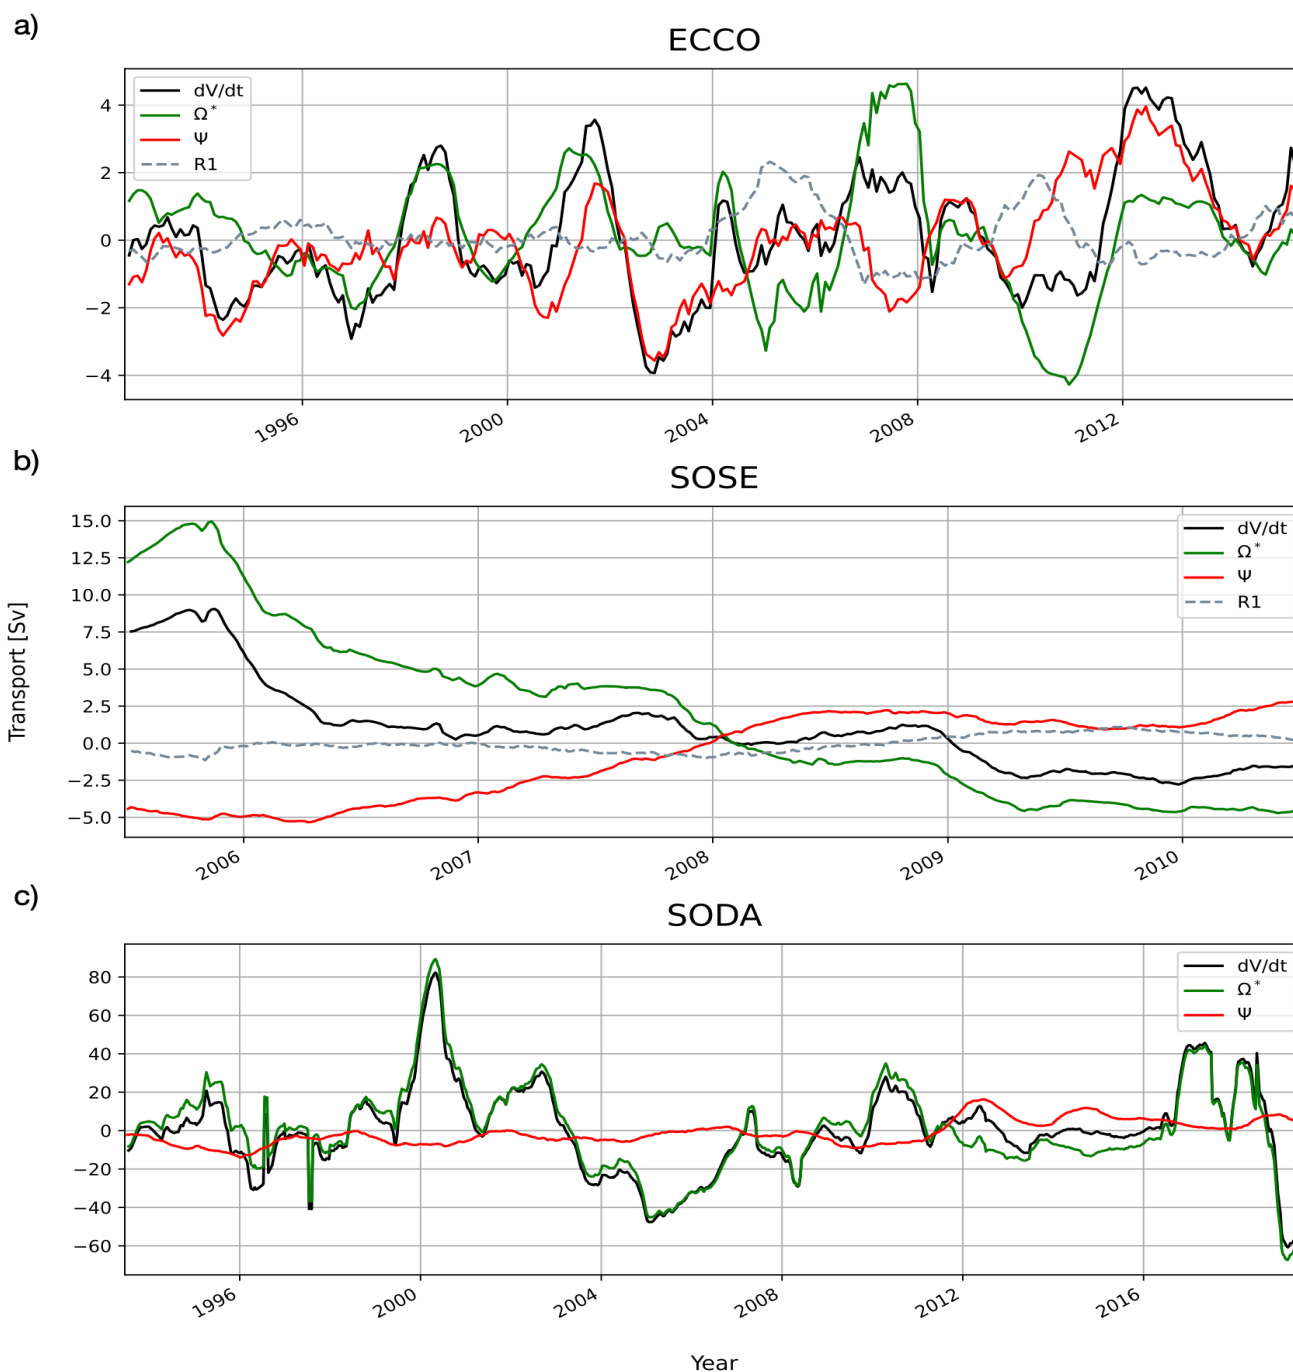 a)
ECCO
dV/dt
Ω*
Ψ
R1
4
2
0
−2
−4
1996
2000
2004
2008
2012
b)
SOSE
Transport [Sv]
15.0
12.5
10.0
7.5
5.0
2.5
0.0
−2.5
−5.0
dV/dt
Ω*
Ψ
R1
2006
2007
2008
2009
2010
c)
SODA
80
60
40
20
0
−20
−40
−60
dV/dt
Ω*
Ψ
1996
2000
2004
2008
2012
2016
Year